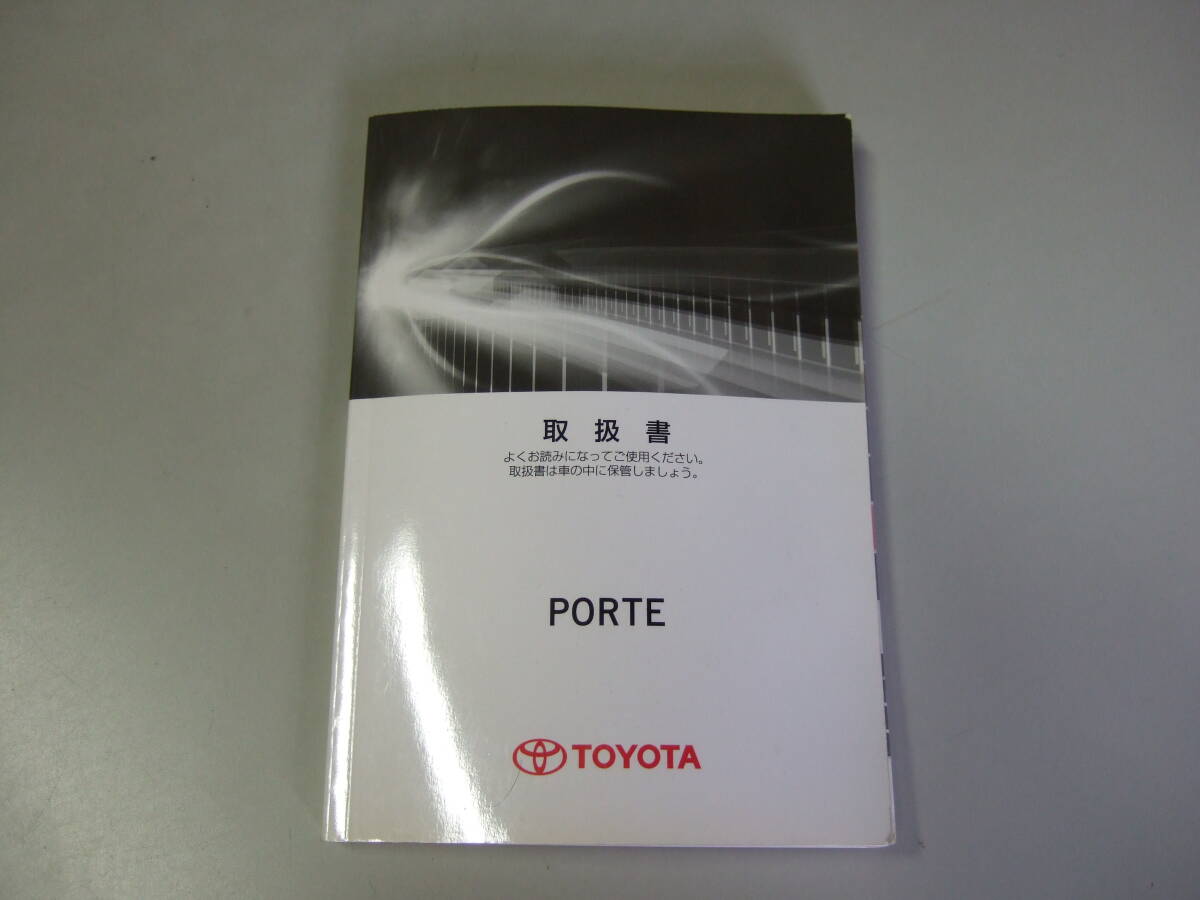 取扱書
よくお読みになってご使用ください。
取扱書は車の中に保管しましょう。
PORTE
TOYOTA